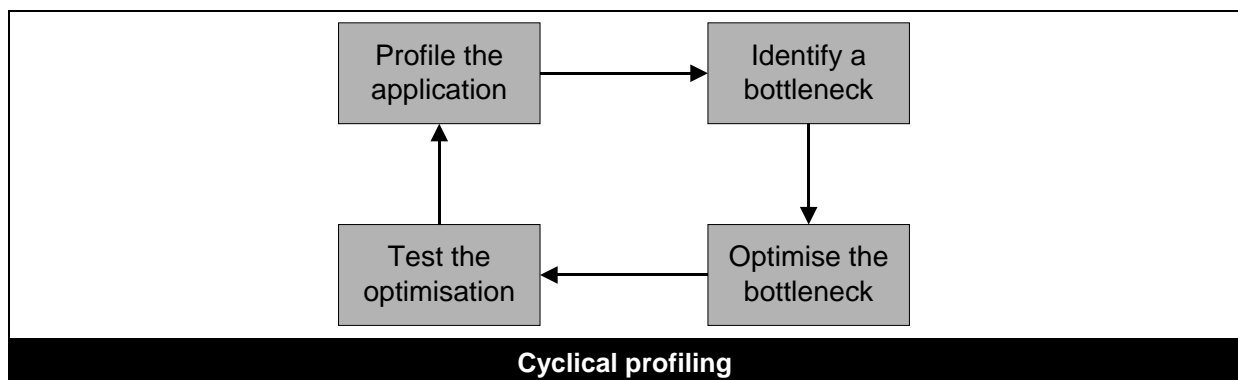 Profile the
application
Identify a
bottleneck
Test the
optimisation
Optimise the
bottleneck
Cyclical profiling